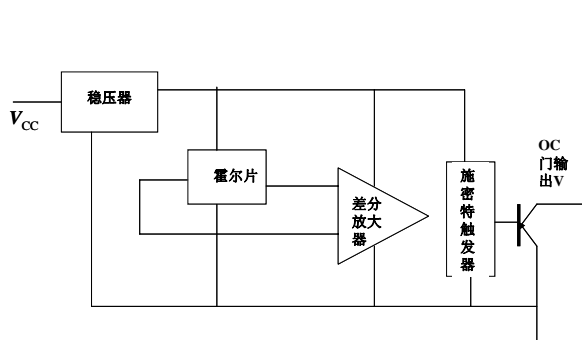 稳压器
VCC
霍尔片
差分
放大
器
施
密
特
触
发
器
OC
门输
出V